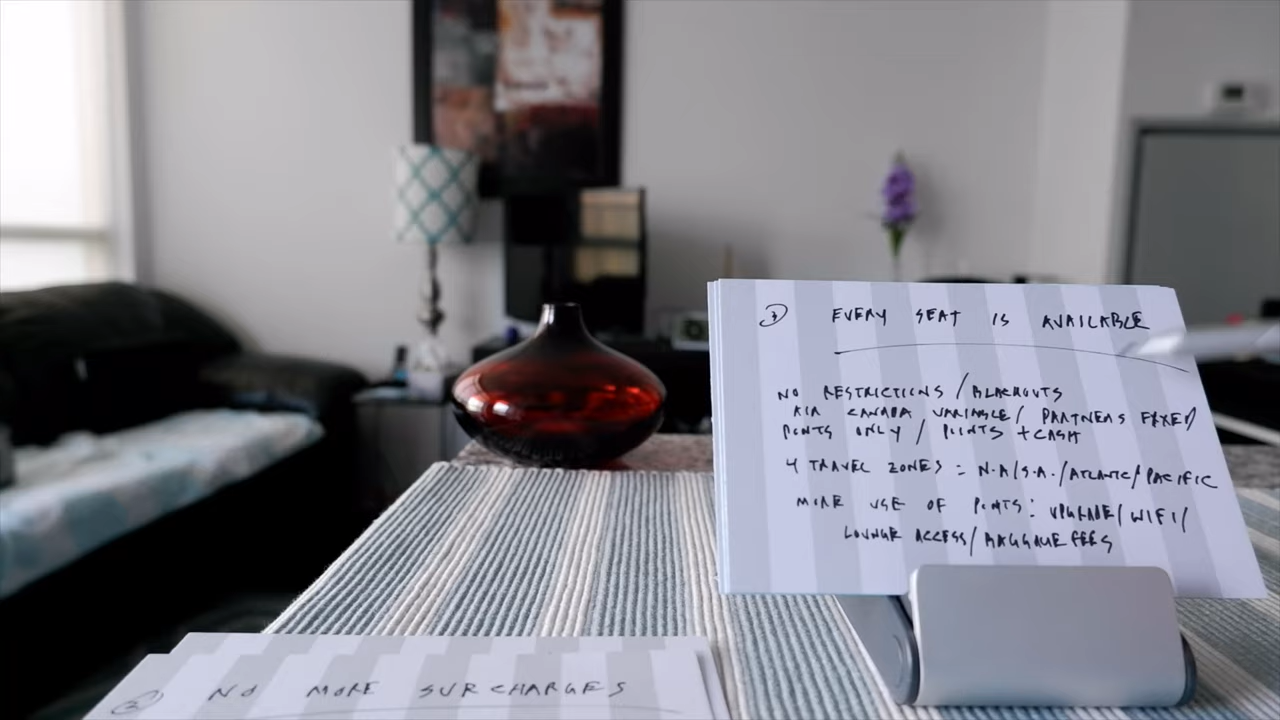 ③ EVERY SEAT IS AVAILABLE
NO RESTRICTIONS / BLACKOUTS
AIR CANADA VARIABLE / PARTNERS FIXED
POINTS ONLY / POINTS + CASH
4 TRAVEL ZONES = N.A/S.A./ATLANTIC/PACIFIC
MORE USE OF POINTS: UPGRADE/WIFI/
LOUNGE ACCESS/BAGGAGE FEES
② NO MORE SURCHARGES